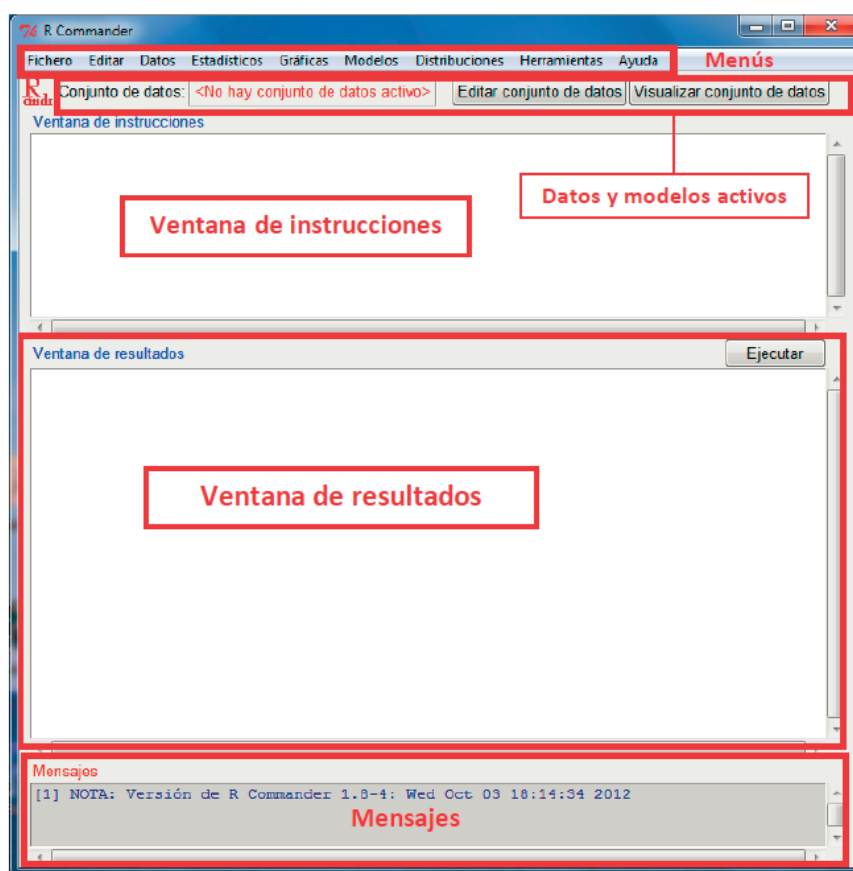 R Commander
Fichero Editar Datos Estadísticos Gráficas Modelos Distribuciones Herramientas Ayuda Menús
R cmdr Conjunto de datos: <No hay conjunto de datos activo> Editar conjunto de datos Visualizar conjunto de datos
Ventana de instrucciones
Datos y modelos activos
Ventana de instrucciones
Ventana de resultados Ejecutar
Ventana de resultados
Mensajes
[1] NOTA: Versión de R Commander 1.8-4: Wed Oct 03 18:14:34 2012
Mensajes